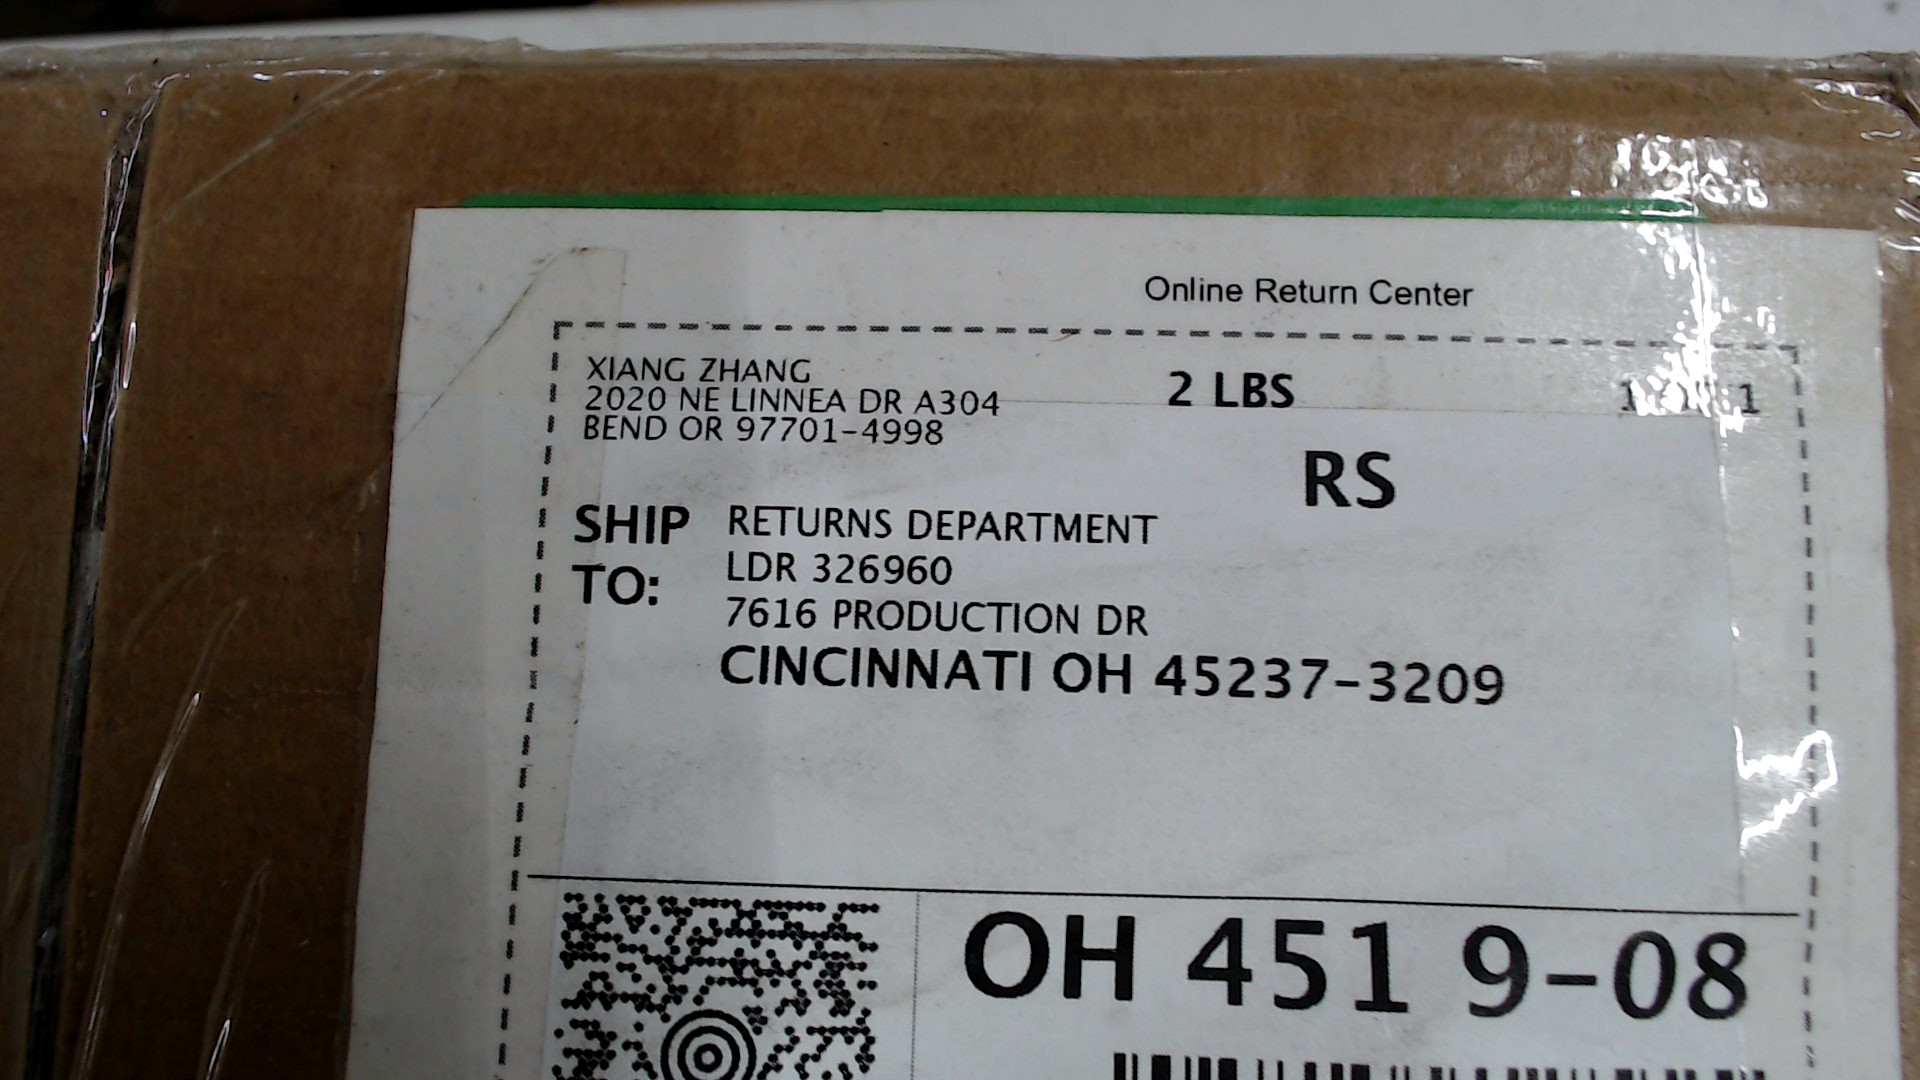 Online Return Center
XIANG ZHANG
2020 NE LINNEA DR A304
BEND OR 97701-4998
2 LBS
RS
SHIP TO:
RETURNS DEPARTMENT
LDR 326960
7616 PRODUCTION DR
CINCINNATI OH 45237-3209
OH 451 9-08